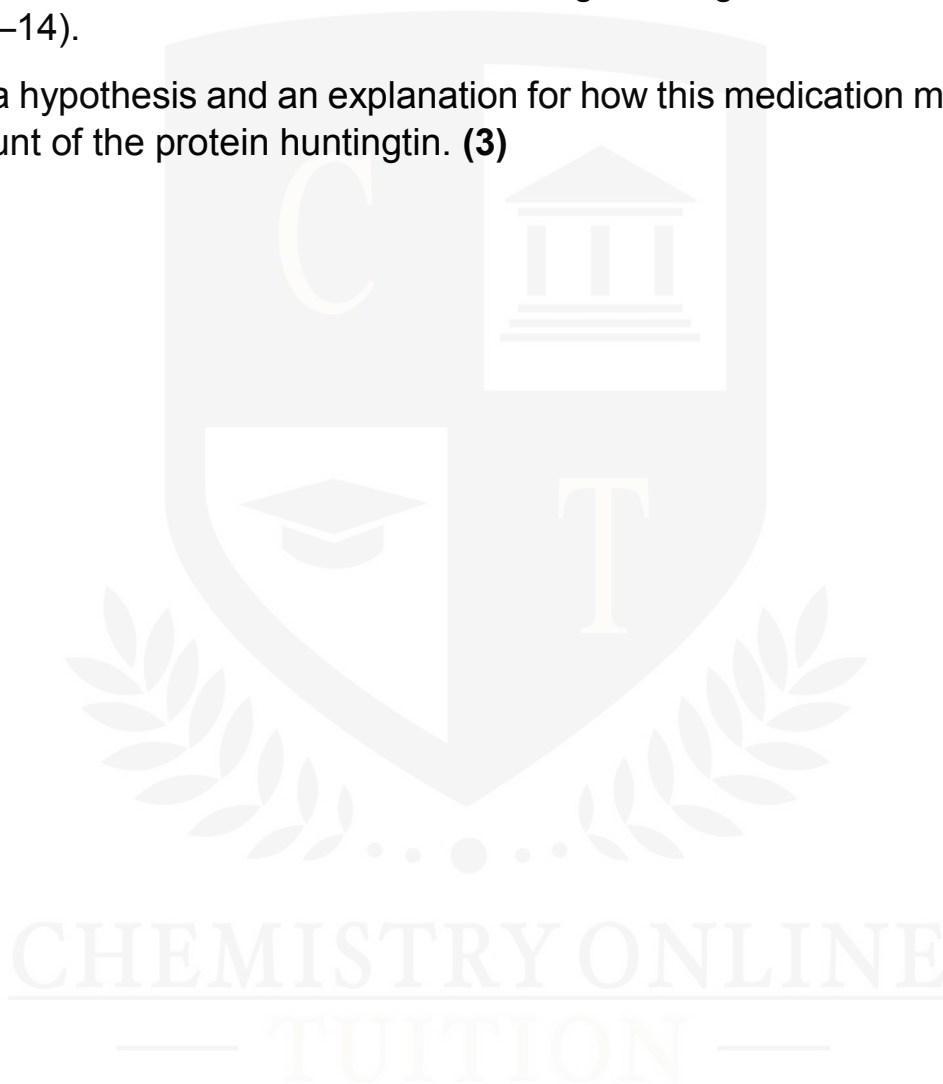 –14).
a hypothesis and an explanation for how this medication m
unt of the protein huntingtin. (3)
C
T
CHEMISTRY ONLINE
TUITION